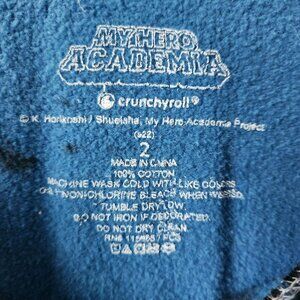 MY HERO
ACADEMIA
crunchyroll®
© K. Horikoshi / Shueisha, My Hero Academia Project
2
MADE IN CHINA
100% COTTON
MACHINE WASH COLD WITH LIKE COLORS
NON-CHLORINE BLEACH WHEN NEEDED
TUMBLE DRY LOW
DO NOT IRON IF DECORATED
DO NOT DRY CLEAN